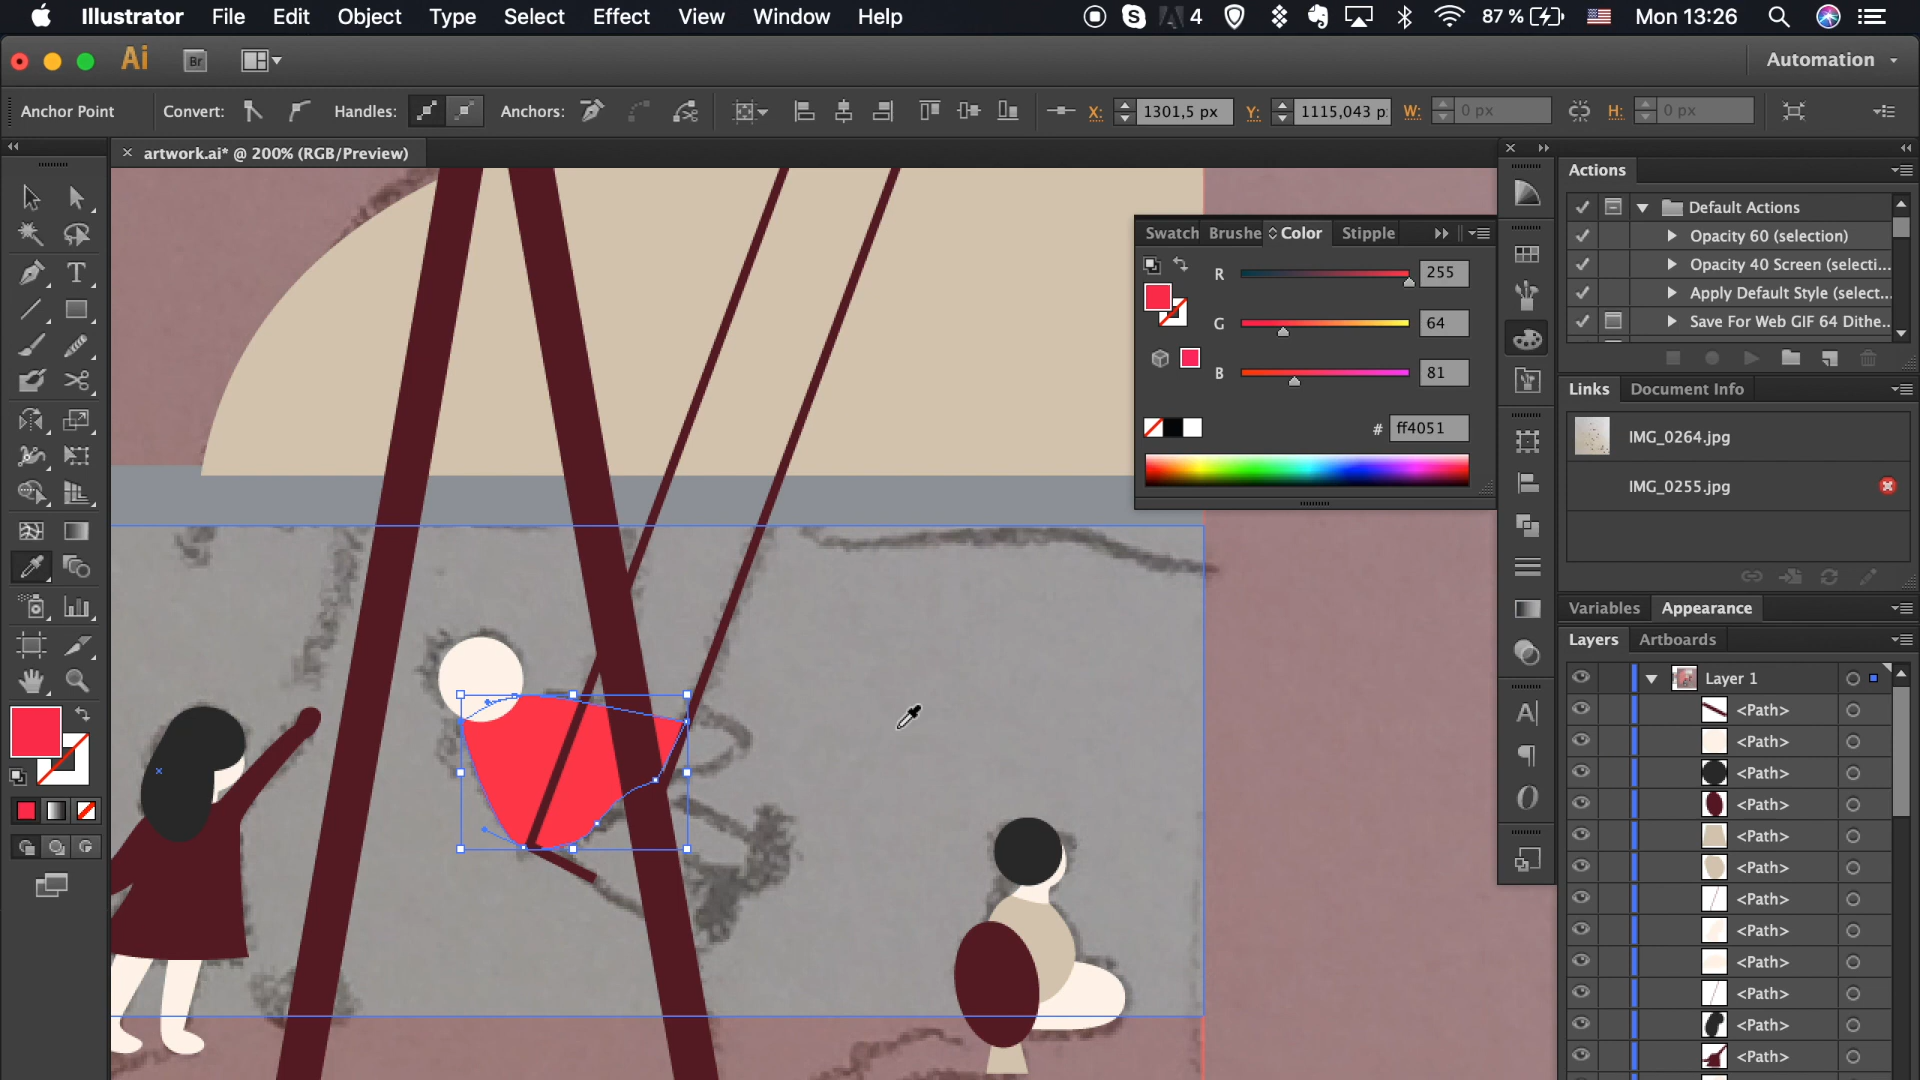 Illustrator File Edit Object Type Select Effect View Window Help 4 87 % Mon 13:26
Ai Br Automation
Anchor Point Convert: Handles: Anchors: X: 1301,5 px Y: 1115,043 p W: 0 px H: 0 px
artwork.ai* @ 200% (RGB/Preview)
Swatch Brushe Color Stipple
R 255
G 64
B 81
# ff4051
Actions
Default Actions
Opacity 60 (selection)
Opacity 40 Screen (selecti...
Apply Default Style (select...
Save For Web GIF 64 Dithe...
Links Document Info
IMG_0264.jpg
IMG_0255.jpg
Variables Appearance
Layers Artboards
Layer 1
<Path>
<Path>
<Path>
<Path>
<Path>
<Path>
<Path>
<Path>
<Path>
<Path>
<Path>
<Path>